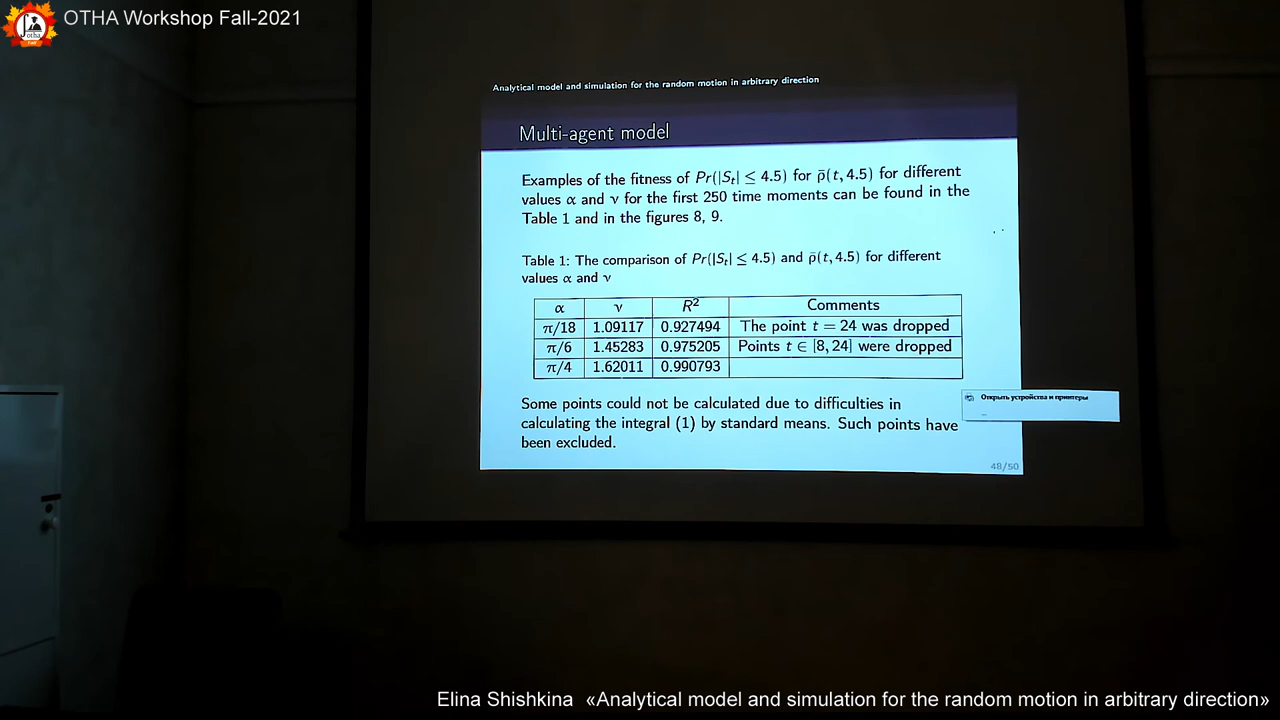 OTHA Workshop Fall-2021
Analytical model and simulation for the random motion in arbitrary direction
Multi-agent model
Examples of the fitness of Pr(|S_t| ≤ 4.5) for ρ̄(t, 4.5) for different
values α and ν for the first 250 time moments can be found in the
Table 1 and in the figures 8, 9.
Table 1: The comparison of Pr(|S_t| ≤ 4.5) and ρ̄(t, 4.5) for different
values α and ν
α ν R² Comments
π/18 1.09117 0.927494 The point t = 24 was dropped
π/6 1.45283 0.975205 Points t ∈ [8, 24] were dropped
π/4 1.62011 0.990793
Some points could not be calculated due to difficulties in
calculating the integral (1) by standard means. Such points have
been excluded.
Открыть устройства и принтеры
48/50
Elina Shishkina «Analytical model and simulation for the random motion in arbitrary direction»